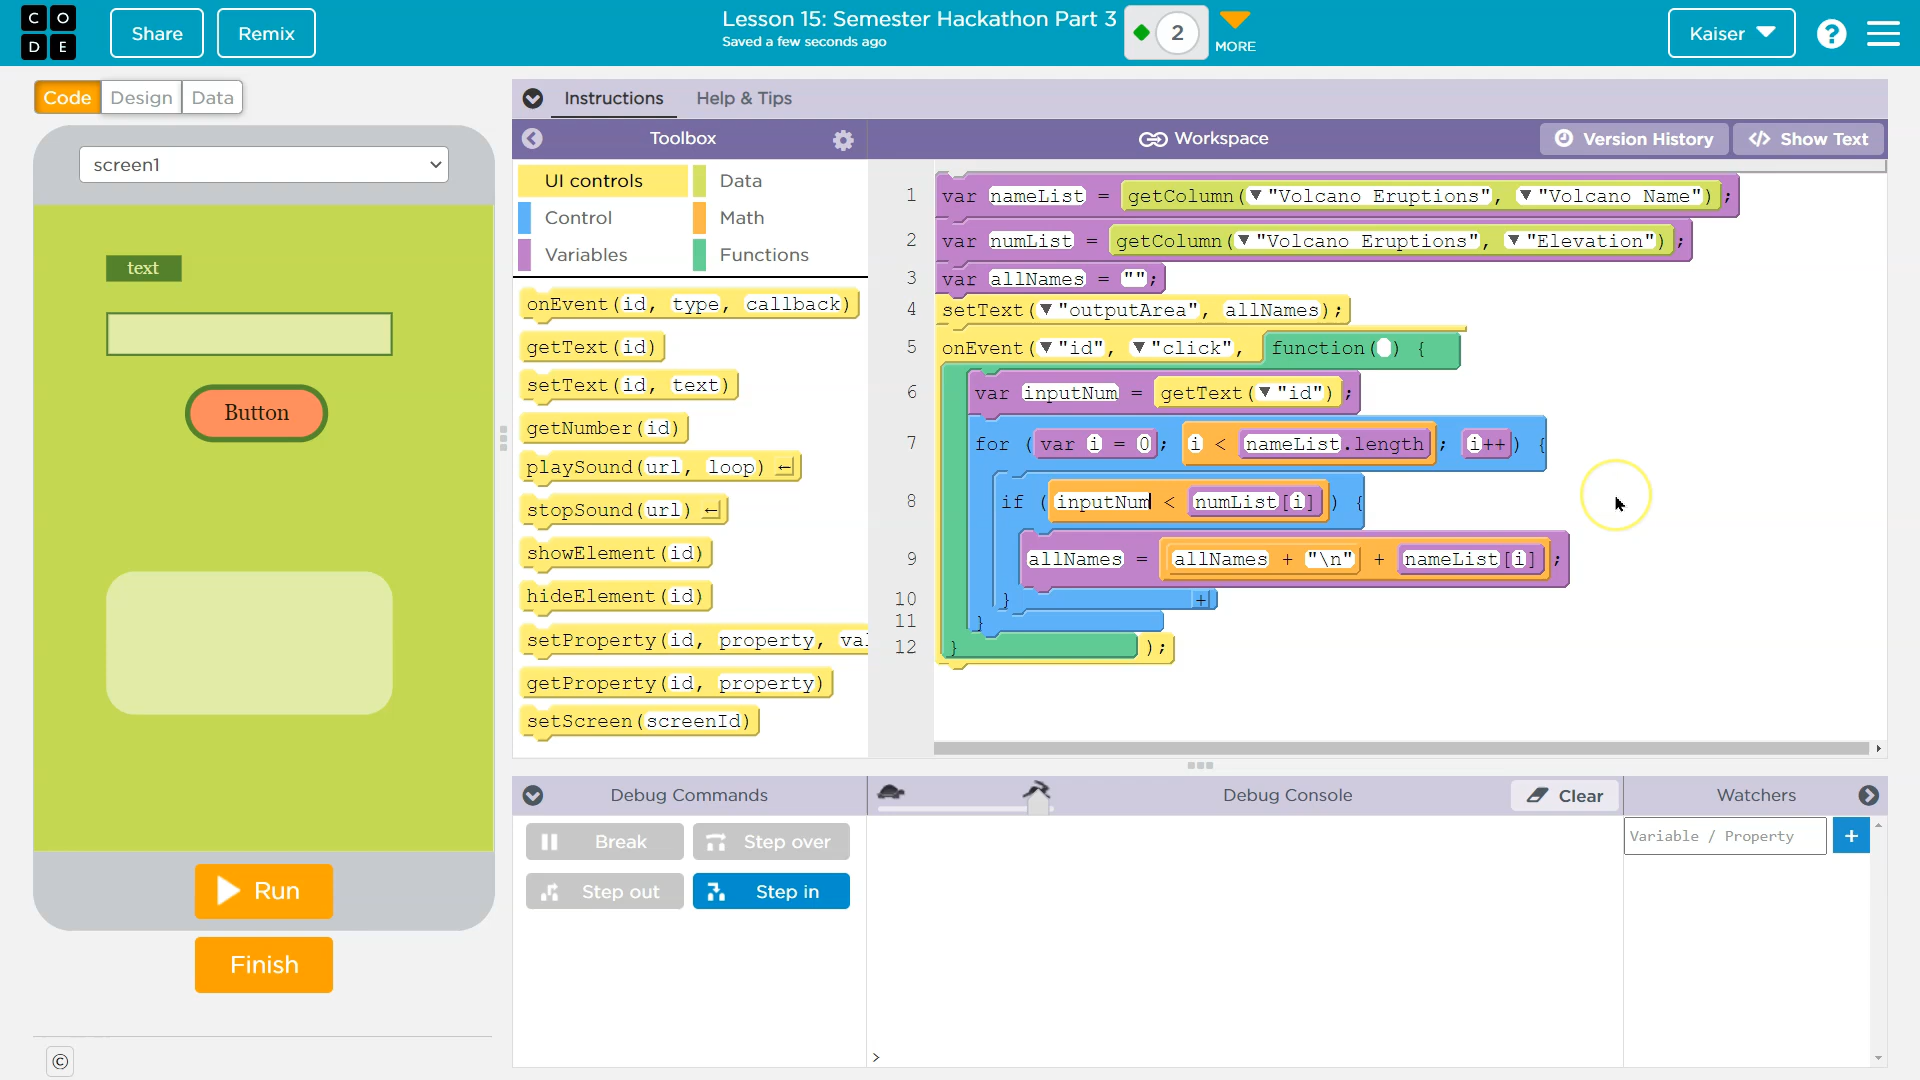 C O
D E
Share
Remix
Lesson 15: Semester Hackathon Part 3
Saved a few seconds ago
2
MORE
Kaiser
?
Code
Design
Data
screen1
text
Button
Run
Finish
©
Instructions
Help & Tips
Toolbox
Workspace
Version History
</> Show Text
UI controls
Data
Control
Math
Variables
Functions
onEvent(id, type, callback)
getText(id)
setText(id, text)
getNumber(id)
playSound(url, loop)
stopSound(url)
showElement(id)
hideElement(id)
setProperty(id, property, val
getProperty(id, property)
setScreen(screenId)
1 var nameList = getColumn(▼"Volcano Eruptions", ▼"Volcano Name");
2 var numList = getColumn(▼"Volcano Eruptions", ▼"Elevation");
3 var allNames = "";
4 setText(▼"outputArea", allNames);
5 onEvent(▼"id", ▼"click", function() {
6 var inputNum = getText(▼"id");
7 for (var i = 0; i < nameList.length; i++) {
8 if (inputNum < numList[i]) {
9 allNames = allNames + "\n" + nameList[i];
10 } +
11 }
12 } );
Debug Commands
Debug Console
Clear
Watchers
Break
Step over
Step out
Step in
Variable / Property
+
>